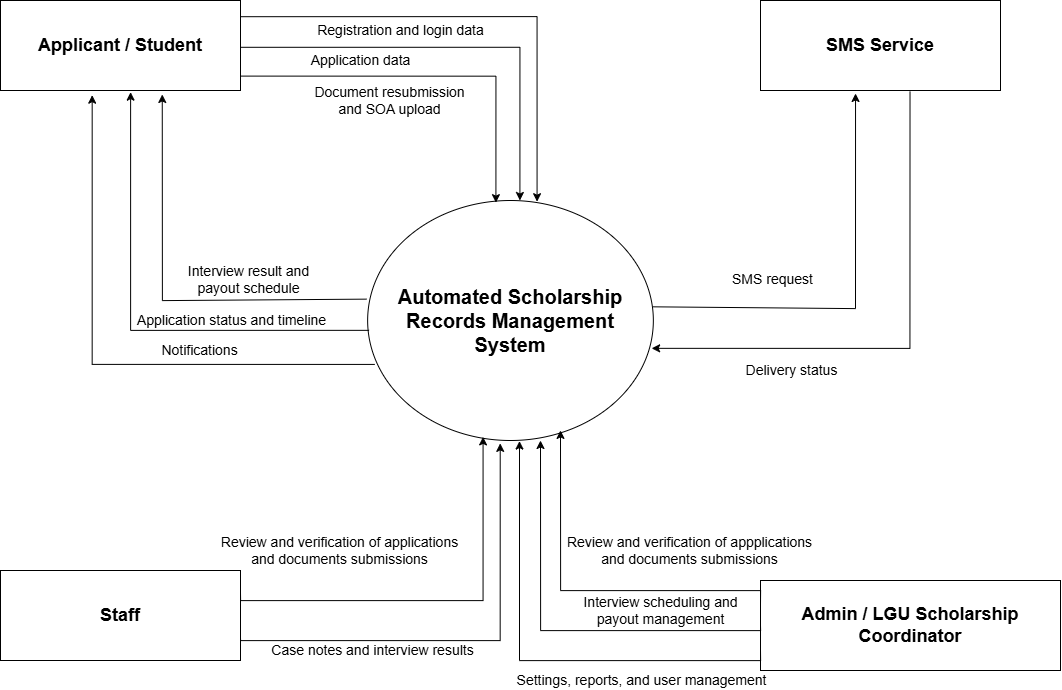 Applicant / Student
Registration and login data
Application data
Document resubmission
and SOA upload
SMS Service
Interview result and
payout schedule
Application status and timeline
Notifications
Automated Scholarship
Records Management
System
SMS request
Delivery status
Review and verification of applications
and documents submissions
Staff
Case notes and interview results
Review and verification of appplications
and documents submissions
Interview scheduling and
payout management
Settings, reports, and user management
Admin / LGU Scholarship
Coordinator